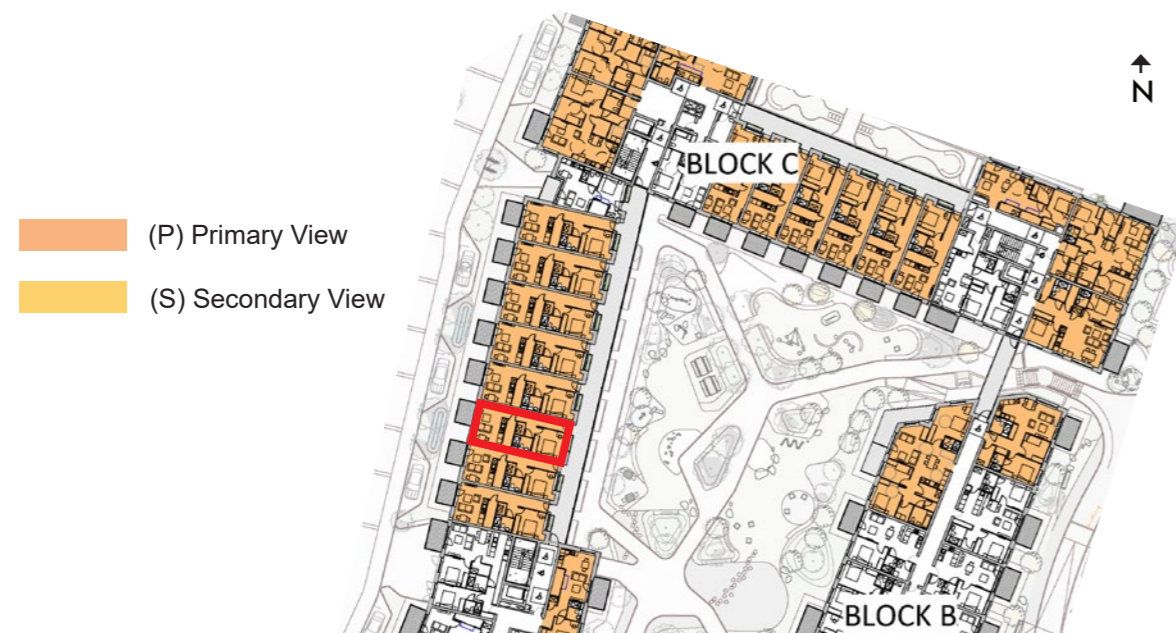 N
BLOCK C
(P) Primary View
(S) Secondary View
BLOCK B